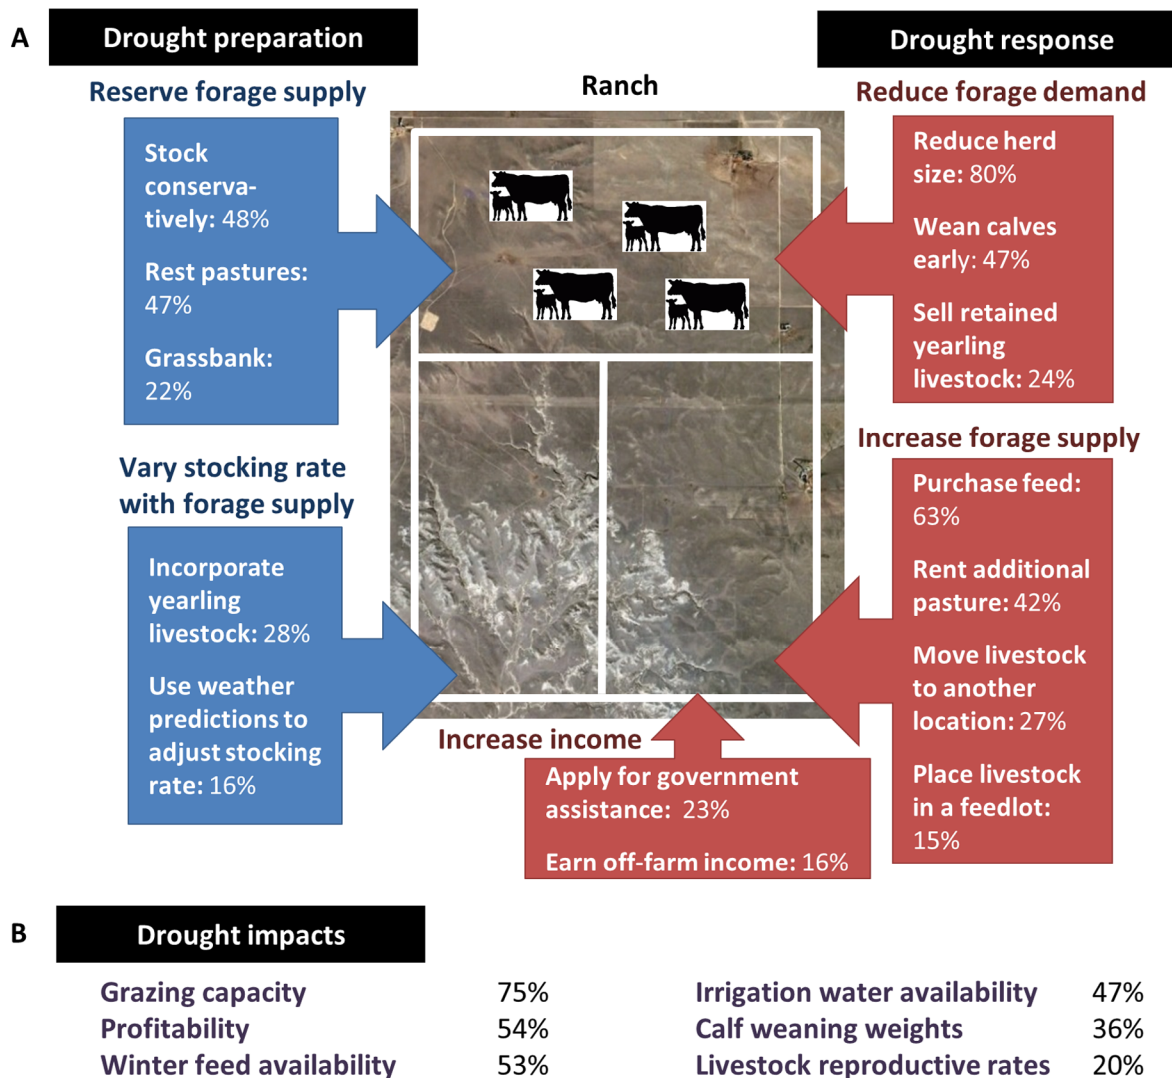 A
Drought preparation
Reserve forage supply
Stock
conserva-
tively: 48%
Rest pastures:
47%
Grassbank:
22%
Vary stocking rate
with forage supply
Incorporate
yearling
livestock: 28%
Use weather
predictions to
adjust stocking
rate: 16%
Ranch
Drought response
Reduce forage demand
Reduce herd
size: 80%
Wean calves
early: 47%
Sell retained
yearling
livestock: 24%
Increase forage supply
Purchase feed:
63%
Rent additional
pasture: 42%
Move livestock
to another
location: 27%
Place livestock
in a feedlot:
15%
Increase income
Apply for government
assistance: 23%
Earn off-farm income: 16%
B
Drought impacts
Grazing capacity 75%
Profitability 54%
Winter feed availability 53%
Irrigation water availability 47%
Calf weaning weights 36%
Livestock reproductive rates 20%